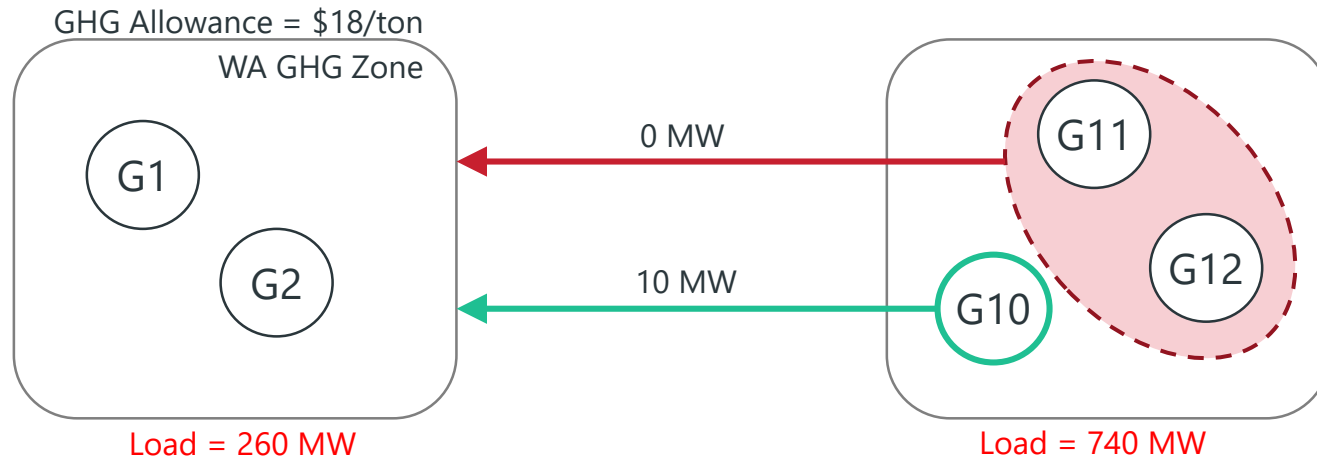 GHG Allowance = $18/ton
WA GHG Zone
G1
G2
0 MW
10 MW
G11
G12
G10
Load = 260 MW
Load = 740 MW